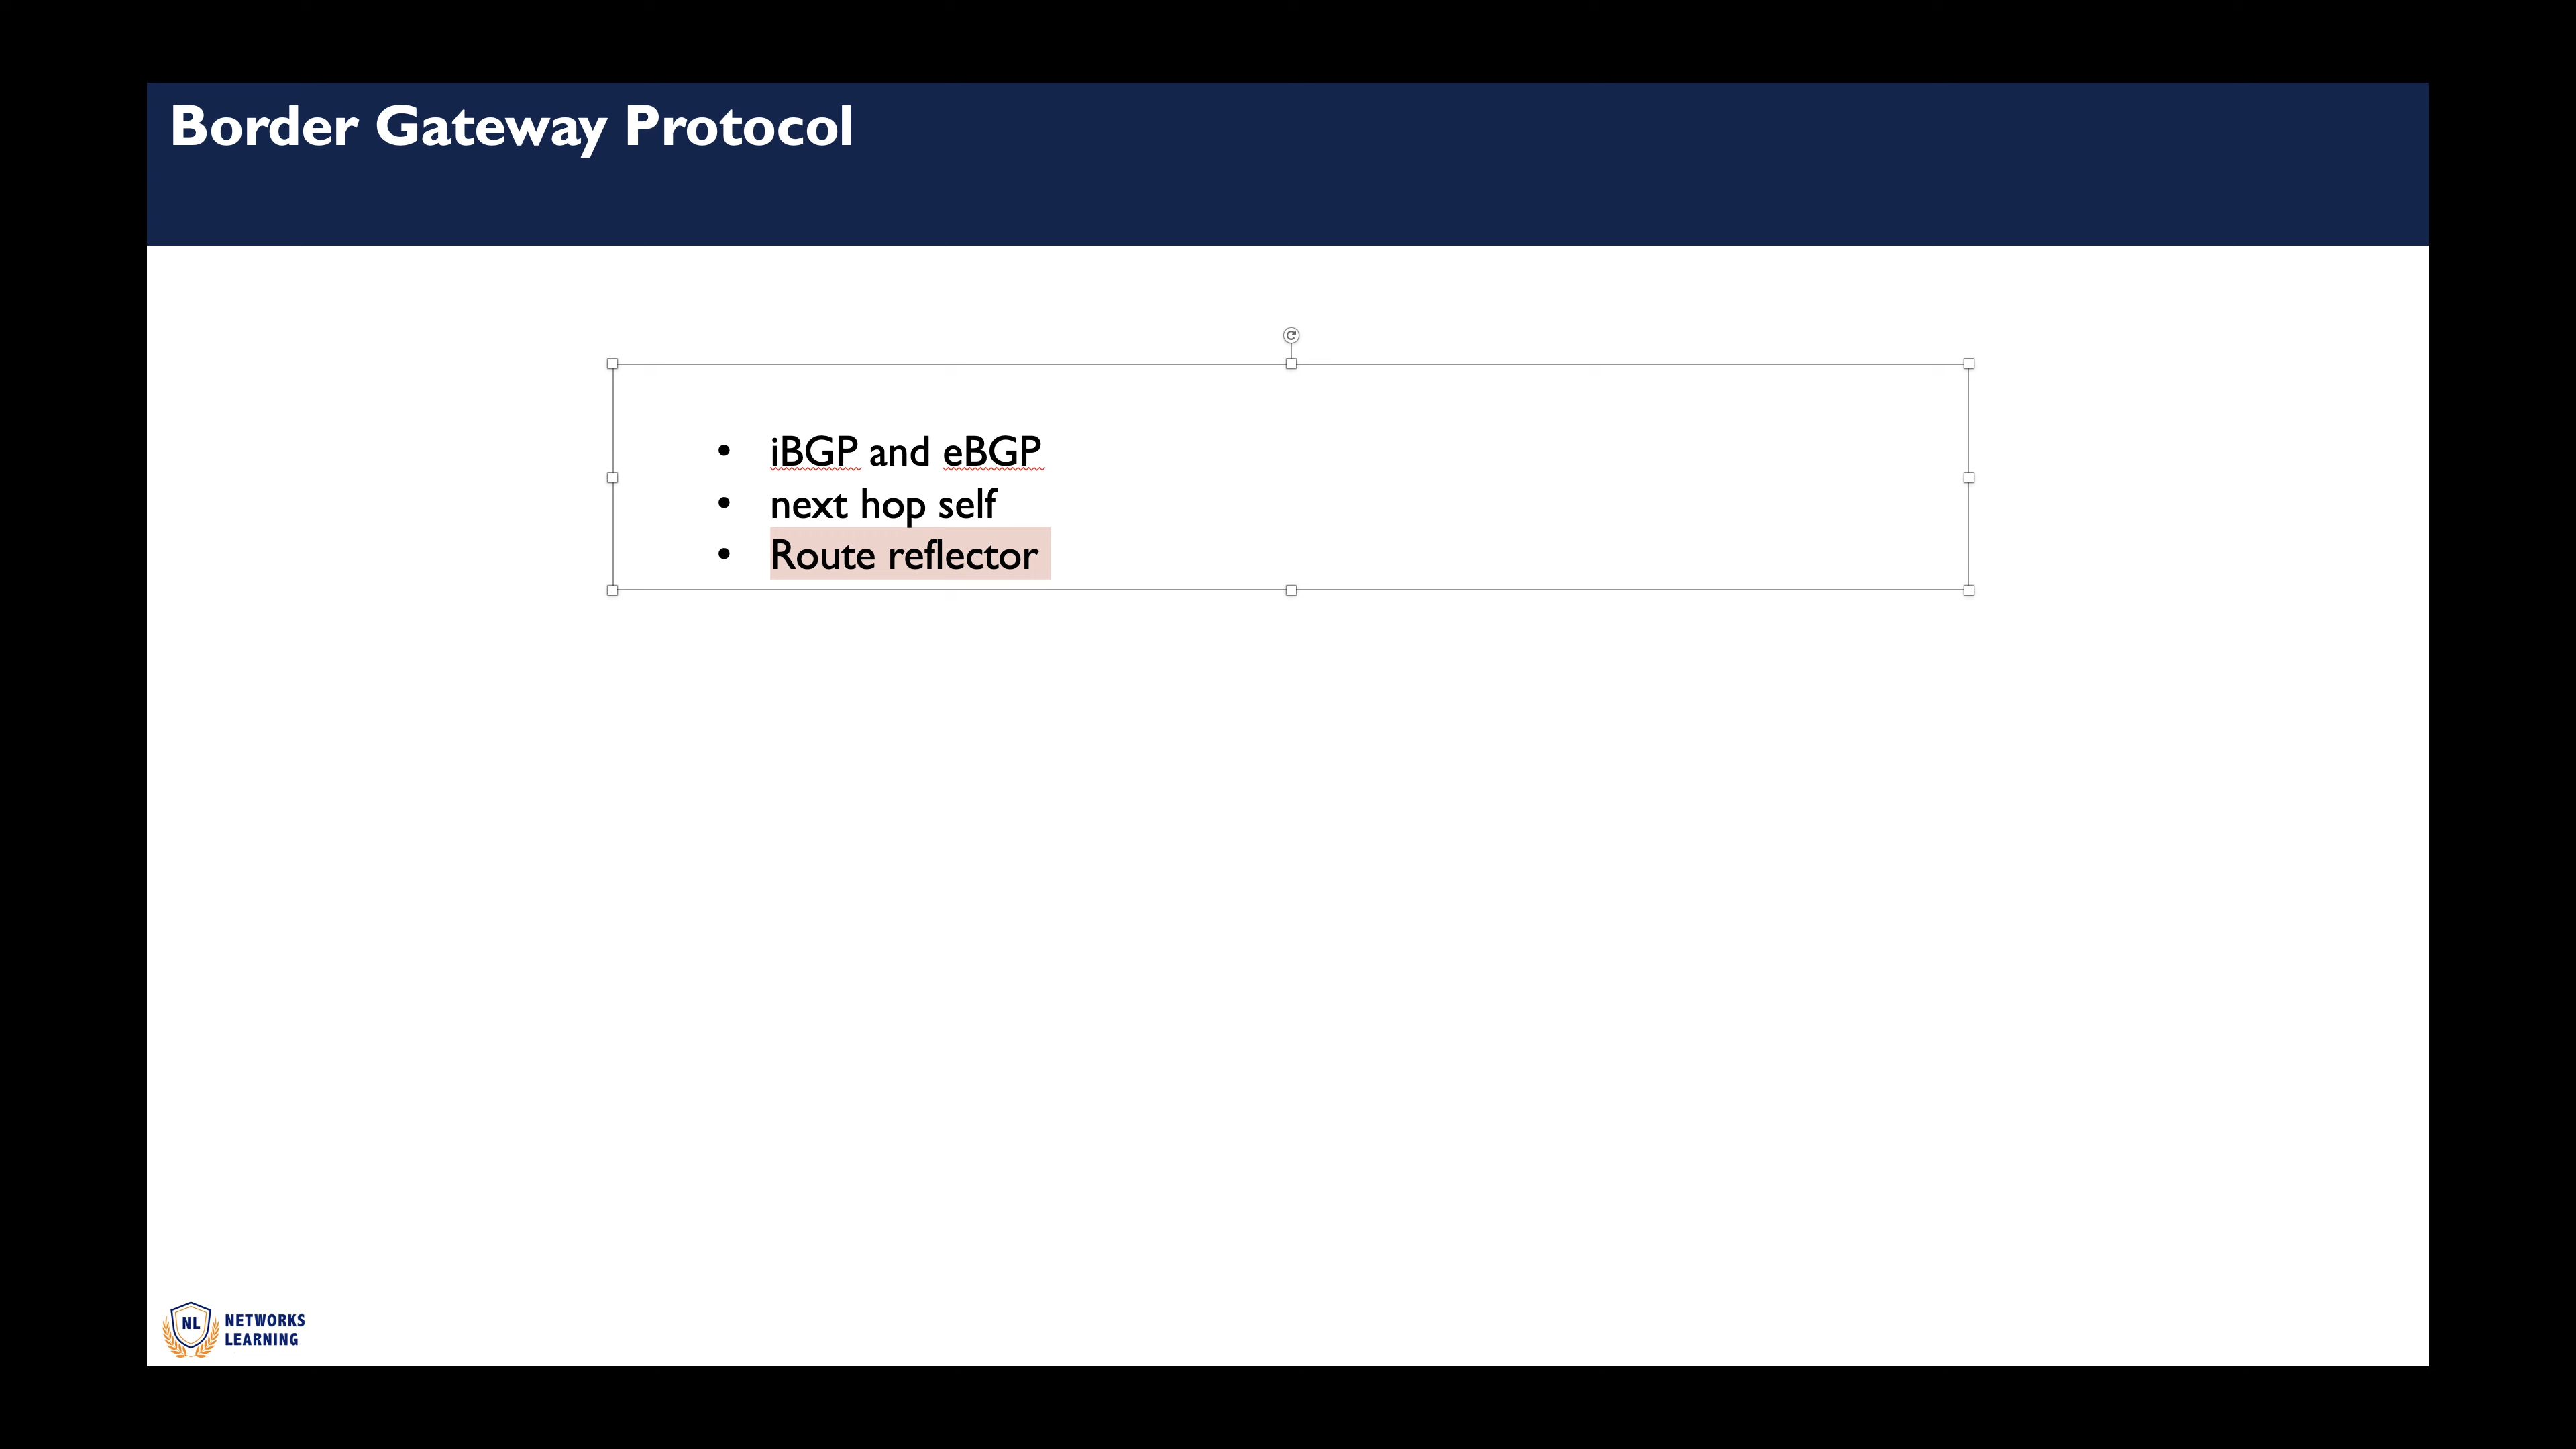 Border Gateway Protocol
• iBGP and eBGP
• next hop self
• Route reflector
NL
NETWORKS
LEARNING